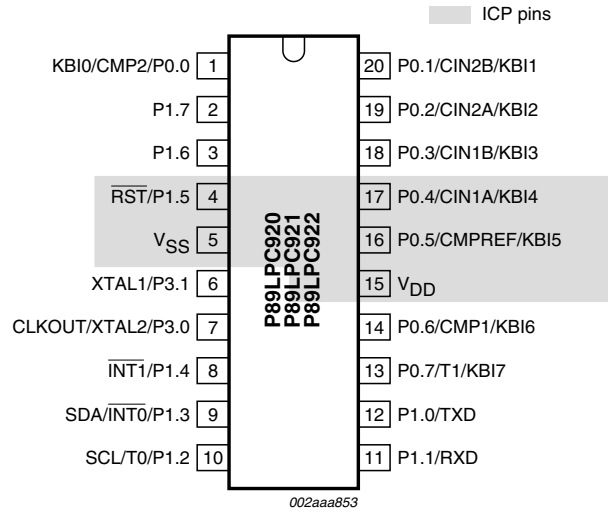 ICP pins
KBI0/CMP2/P0.0 1
P1.7 2
P1.6 3
RST/P1.5 4
VSS 5
XTAL1/P3.1 6
CLKOUT/XTAL2/P3.0 7
INT1/P1.4 8
SDA/INT0/P1.3 9
SCL/T0/P1.2 10
P89LPC920
P89LPC921
P89LPC922
20 P0.1/CIN2B/KBI1
19 P0.2/CIN2A/KBI2
18 P0.3/CIN1B/KBI3
17 P0.4/CIN1A/KBI4
16 P0.5/CMPREF/KBI5
15 VDD
14 P0.6/CMP1/KBI6
13 P0.7/T1/KBI7
12 P1.0/TXD
11 P1.1/RXD
002aaa853